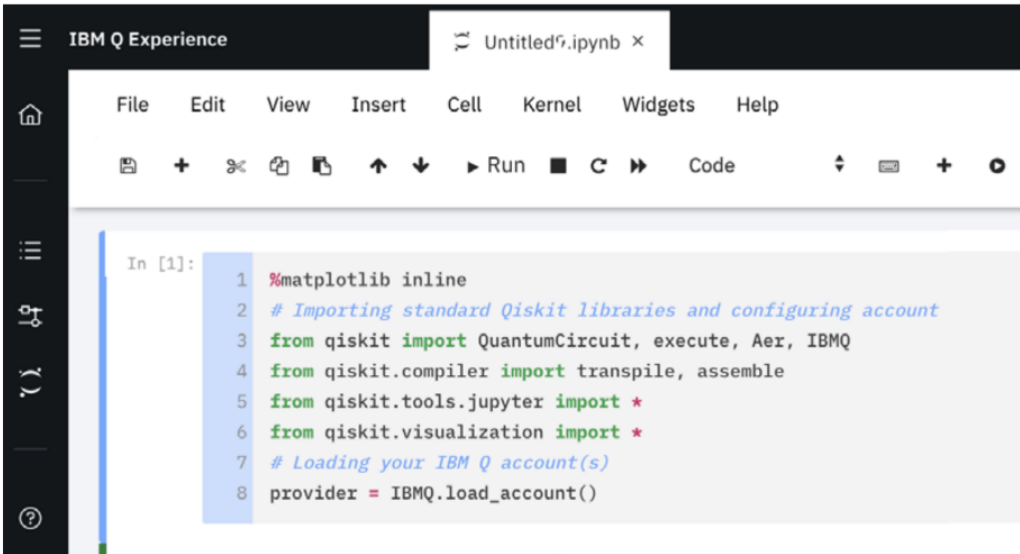 IBM Q Experience
File Edit View Insert Cell Kernel Widgets Help
Run Code
In [1]:
1 %matplotlib inline
2 # Importing standard Qiskit libraries and configuring account
3 from qiskit import QuantumCircuit, execute, Aer, IBMQ
4 from qiskit.compiler import transpile, assemble
5 from qiskit.tools.jupyter import *
6 from qiskit.visualization import *
7 # Loading your IBM Q account(s)
8 provider = IBMQ.load_account()